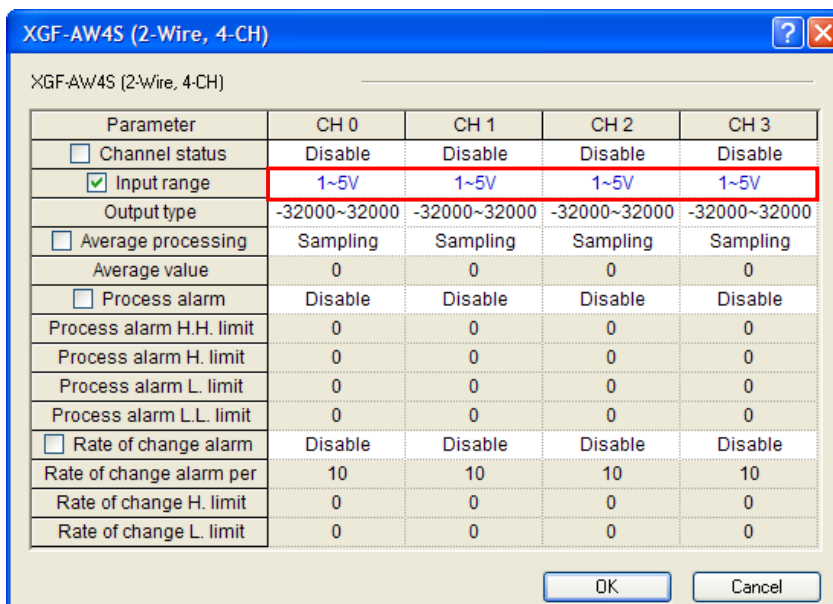 XGF-AW4S (2-Wire, 4-CH)
XGF-AW4S (2-Wire, 4-CH)
Parameter CH 0 CH 1 CH 2 CH 3
Channel status Disable Disable Disable Disable
Input range 1~5V 1~5V 1~5V 1~5V
Output type -32000~32000 -32000~32000 -32000~32000 -32000~32000
Average processing Sampling Sampling Sampling Sampling
Average value 0 0 0 0
Process alarm Disable Disable Disable Disable
Process alarm H.H. limit 0 0 0 0
Process alarm H. limit 0 0 0 0
Process alarm L. limit 0 0 0 0
Process alarm L.L. limit 0 0 0 0
Rate of change alarm Disable Disable Disable Disable
Rate of change alarm per 10 10 10 10
Rate of change H. limit 0 0 0 0
Rate of change L. limit 0 0 0 0
OK Cancel